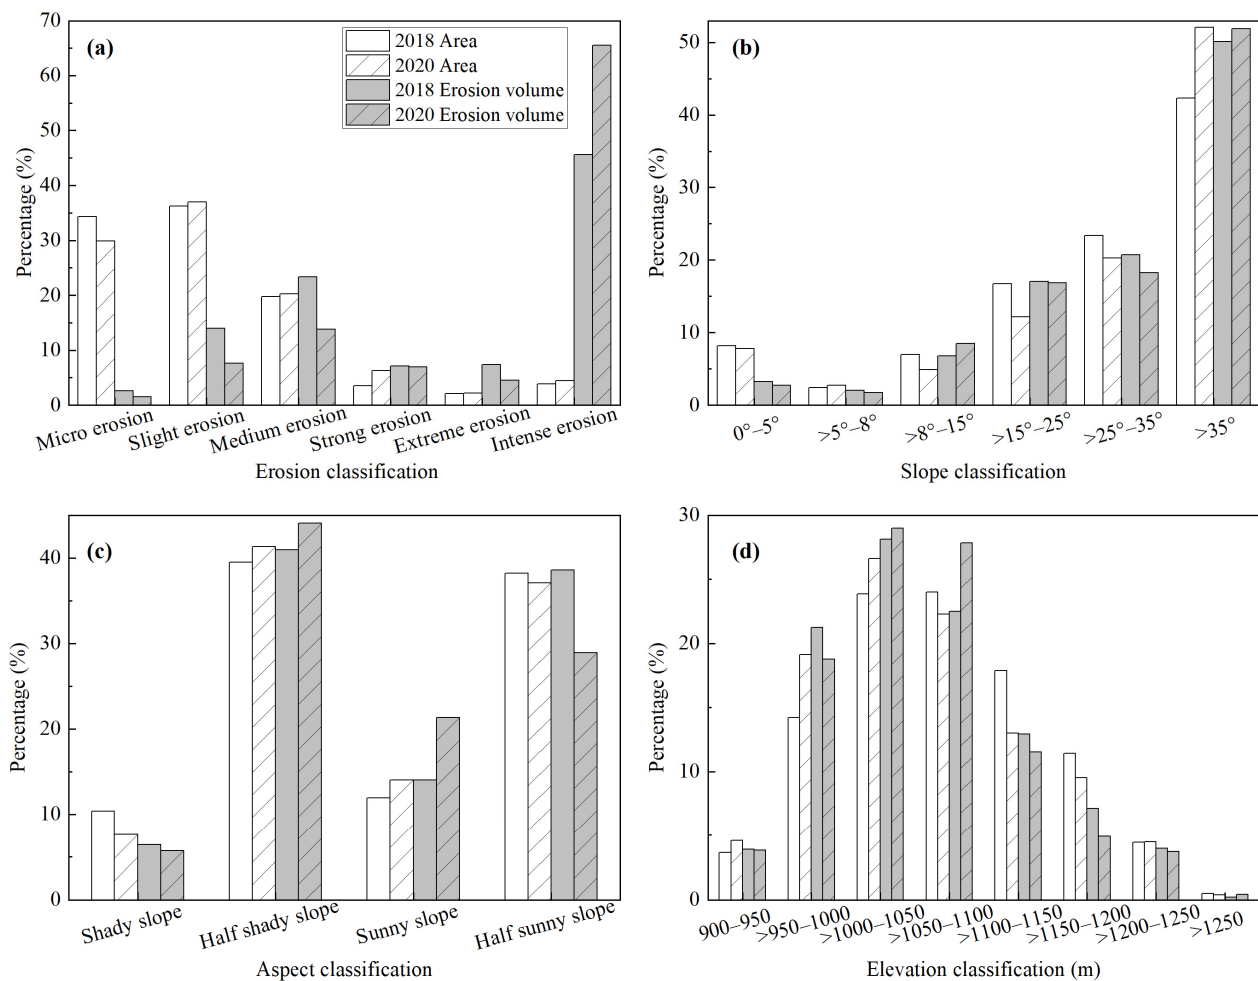 (a)
2018 Area
2020 Area
2018 Erosion volume
2020 Erosion volume
70
60
50
40
30
20
10
0
Percentage (%)
Micro erosion
Slight erosion
Medium erosion
Strong erosion
Extreme erosion
Intense erosion
Erosion classification
(b)
50
40
30
20
10
0
Percentage (%)
0°–5°
>5°–8°
>8°–15°
>15°–25°
>25°–35°
>35°
Slope classification
(c)
40
30
20
10
0
Percentage (%)
Shady slope
Half shady slope
Sunny slope
Half sunny slope
Aspect classification
(d)
30
20
10
0
Percentage (%)
900–950
>950–1000
>1000–1050
>1050–1100
>1100–1150
>1150–1200
>1200–1250
>1250
Elevation classification (m)